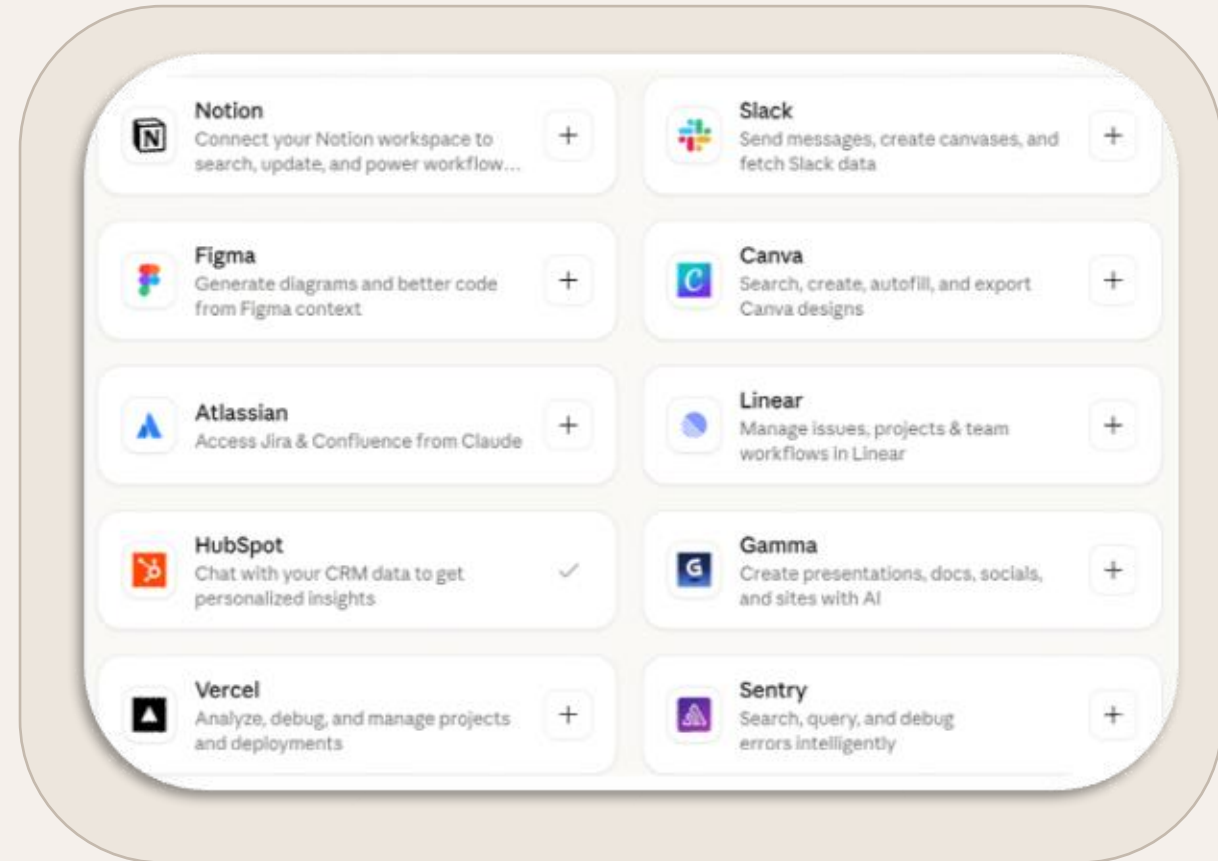 Notion
Connect your Notion workspace to
search, update, and power workflow...
Slack
Send messages, create canvases, and
fetch Slack data
Figma
Generate diagrams and better code
from Figma context
Canva
Search, create, autofill, and export
Canva designs
Atlassian
Access Jira & Confluence from Claude
Linear
Manage issues, projects & team
workflows in Linear
HubSpot
Chat with your CRM data to get
personalized insights
Gamma
Create presentations, docs, socials,
and sites with AI
Vercel
Analyze, debug, and manage projects
and deployments
Sentry
Search, query, and debug
errors intelligently